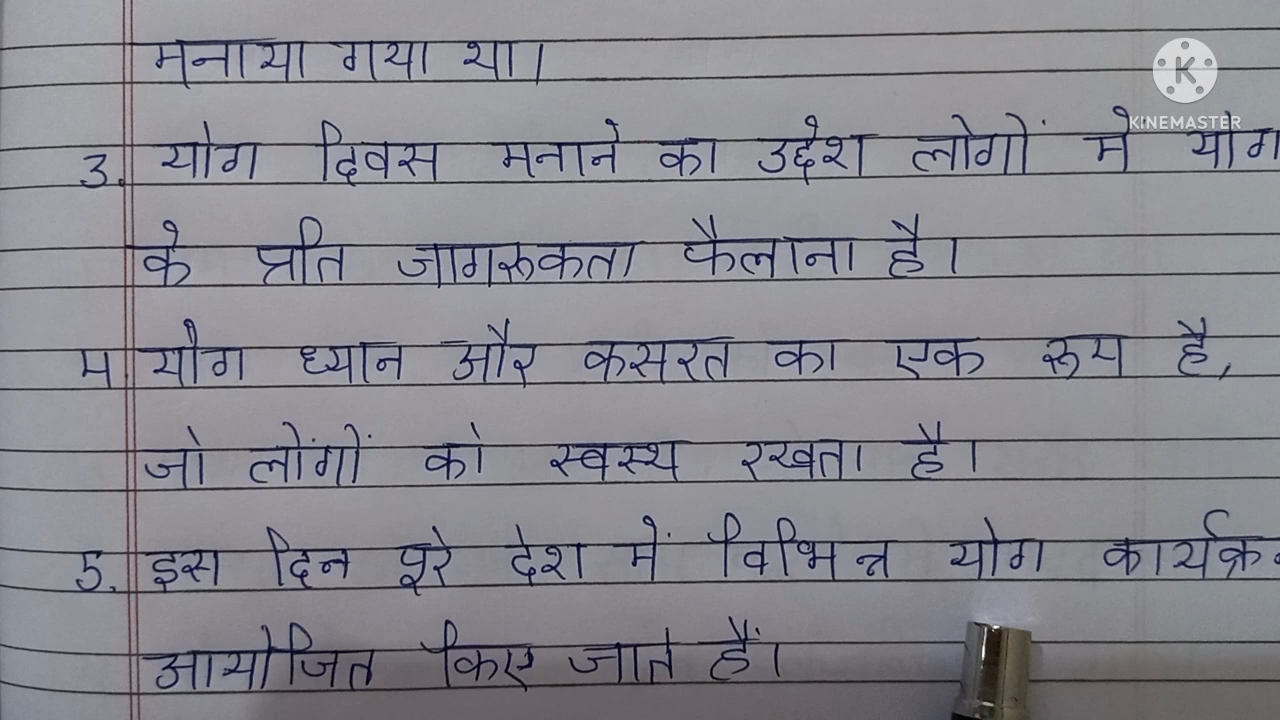 मनाया गया था।
K
KINEMASTER
3. योग दिवस मनाने का उद्देश लोगों मे योग
के प्रति जागरुकता फैलाना है।
4. योग ध्यान और कसरत का एक रूप है,
जो लोंगों को स्वस्थ रखता है।
5. इस दिन पूरे देश में विभिन्न योग कार्यक्र
आयोजित किए जाते हैं।